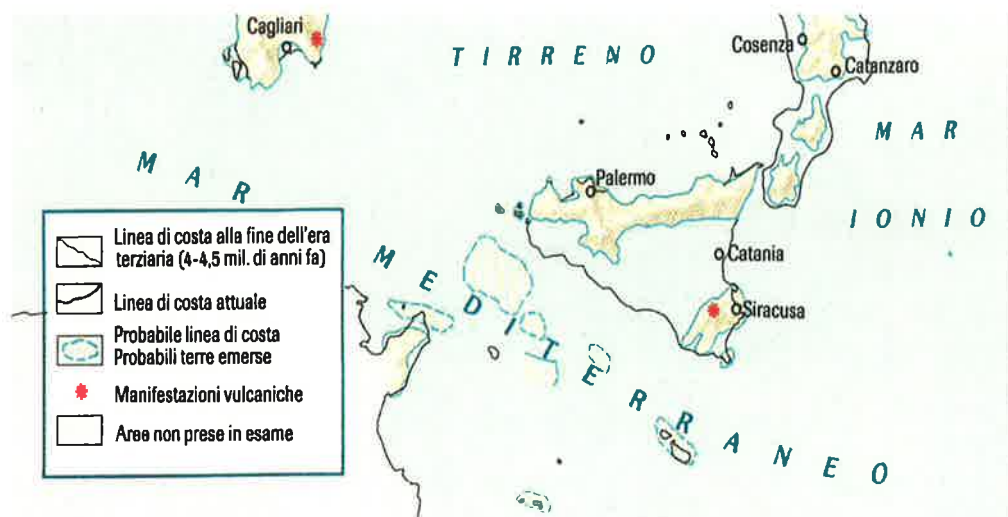 Cagliari
TIRRENO
Cosenza
Catanzaro
MAR
IONIO
MAR
MEDITERRANEO
Palermo
Catania
Siracusa
Linea di costa alla fine dell'era
terziaria (4-4,5 mil. di anni fa)
Linea di costa attuale
Probabile linea di costa
Probabili terre emerse
Manifestazioni vulcaniche
Aree non prese in esame